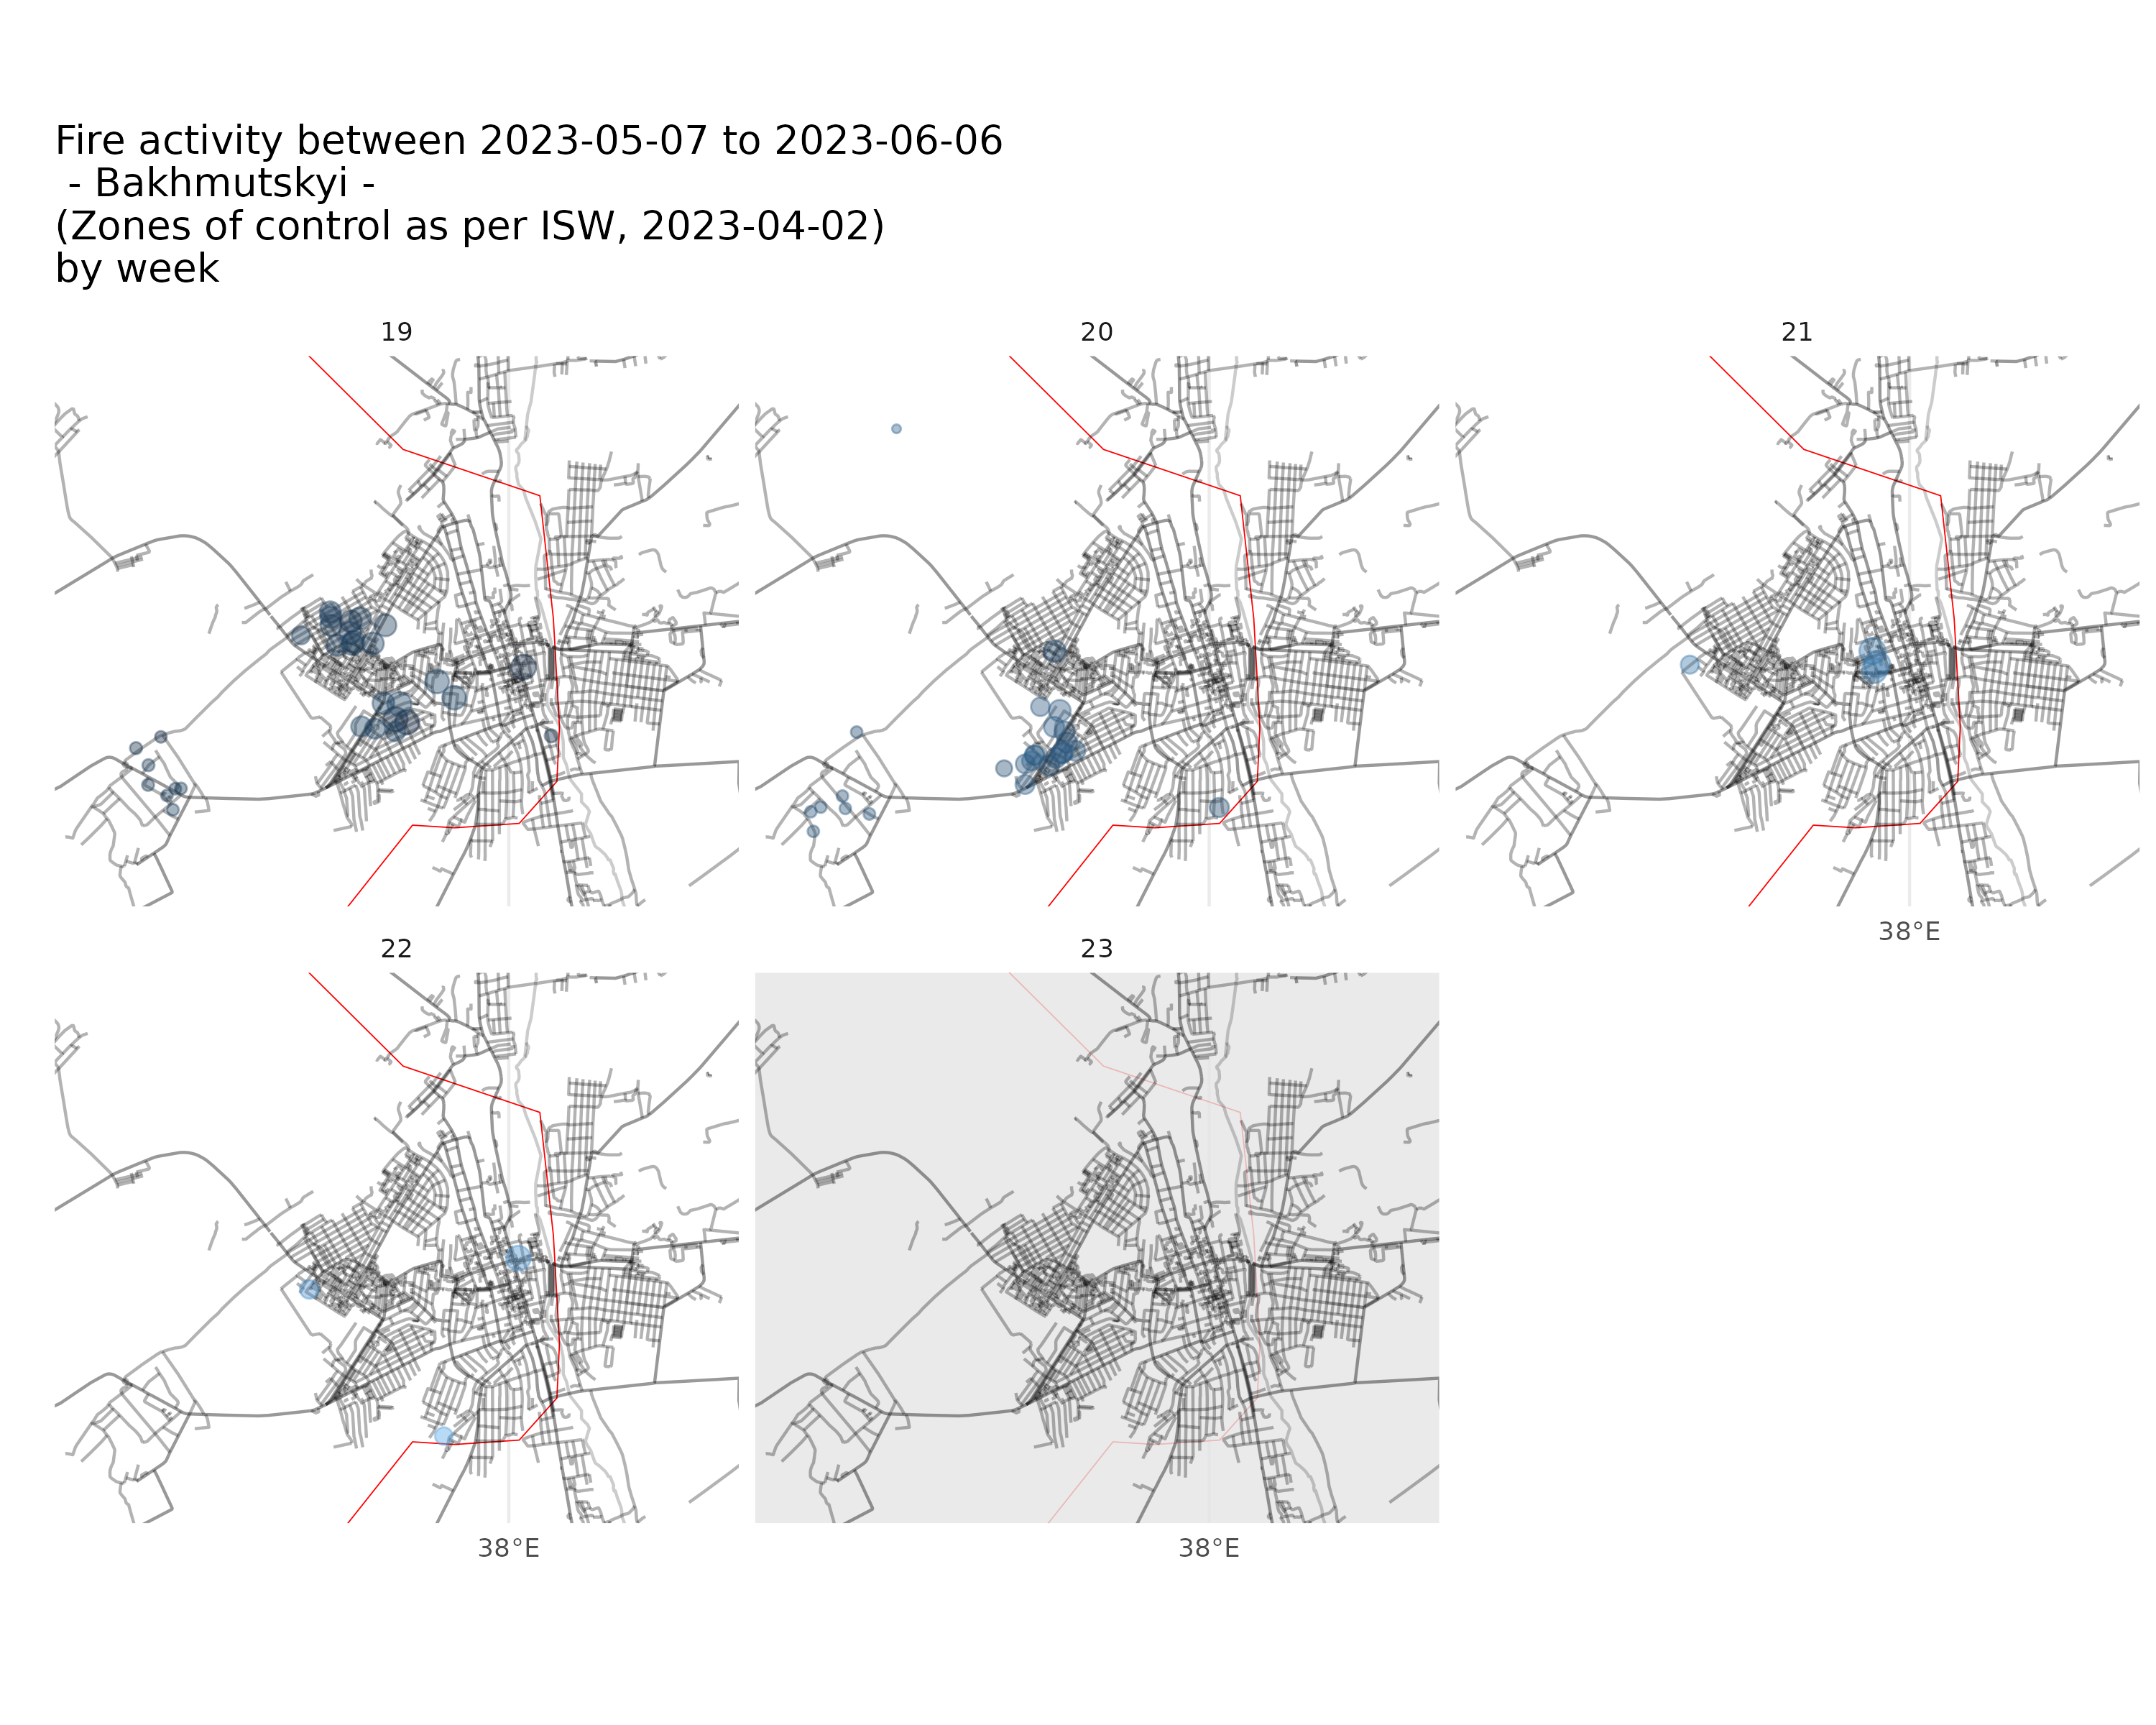 Fire activity between 2023-05-07 to 2023-06-06
- Bakhmutskyi -
(Zones of control as per ISW, 2023-04-02)
by week
19
20
21
38°E
22
23
38°E
38°E